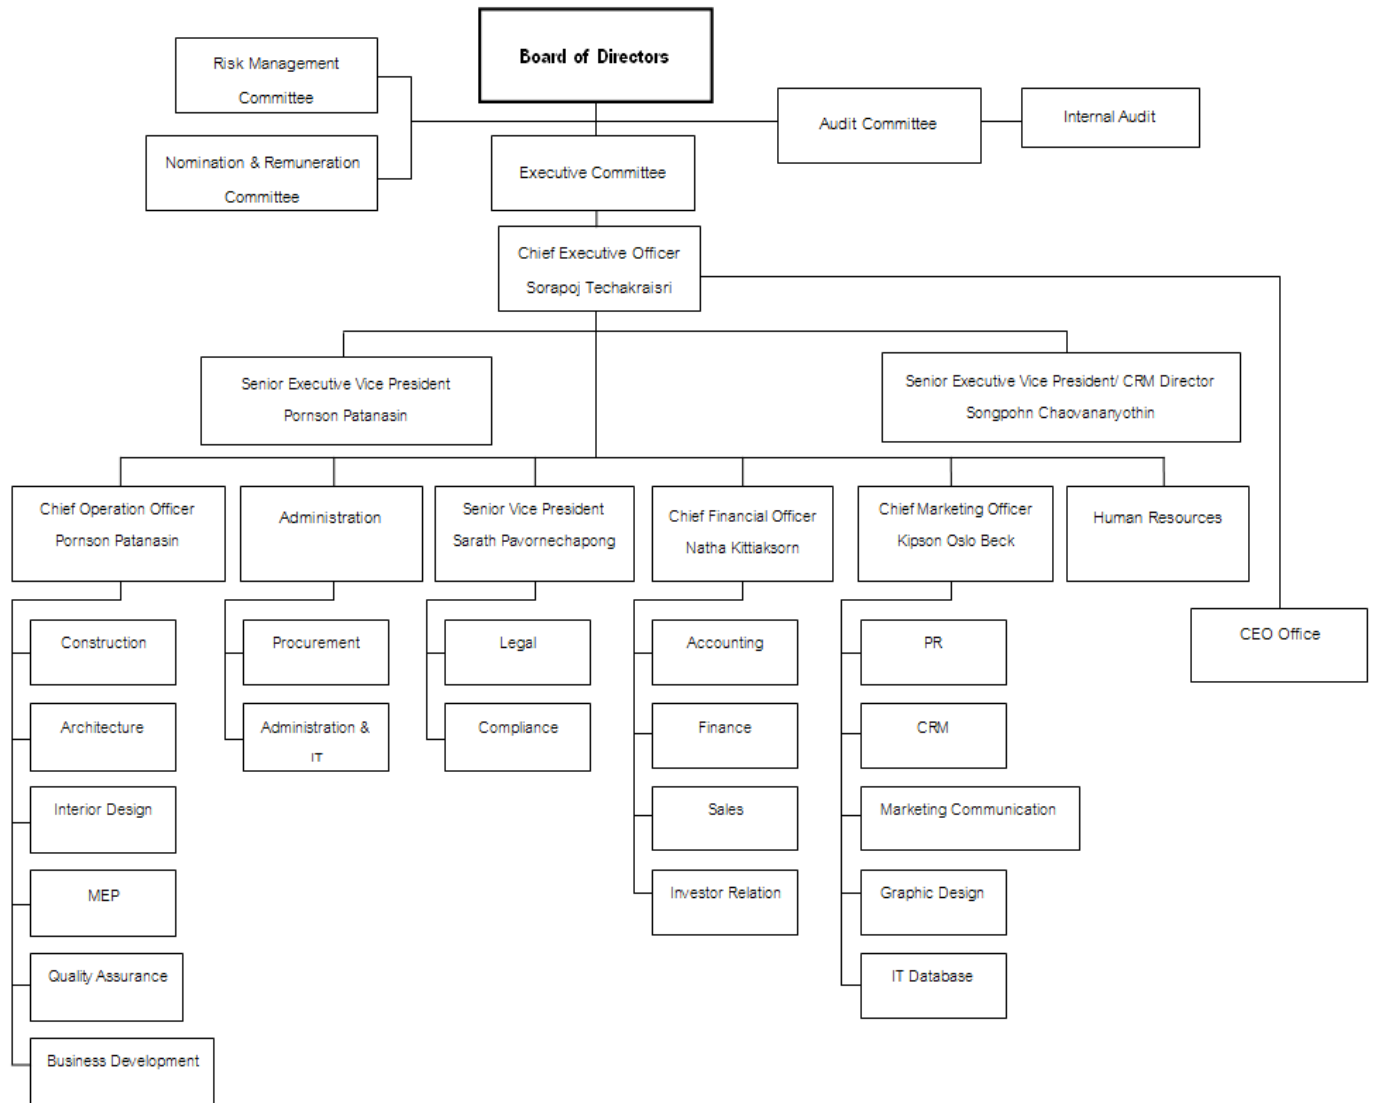 Board of Directors
Risk Management
Committee
Audit Committee
Internal Audit
Nomination & Remuneration
Committee
Executive Committee
Chief Executive Officer
Sorapoj Techakraisri
Senior Executive Vice President
Pornson Patanasin
Senior Executive Vice President/ CRM Director
Songpohn Chaovananyothin
Chief Operation Officer
Pornson Patanasin
Administration
Senior Vice President
Sarath Pavornechapong
Chief Financial Officer
Natha Kittiaksorn
Chief Marketing Officer
Kipson Oslo Beck
Human Resources
CEO Office
Construction
Architecture
Interior Design
MEP
Quality Assurance
Business Development
Procurement
Administration &
IT
Legal
Compliance
Accounting
Finance
Sales
Investor Relation
PR
CRM
Marketing Communication
Graphic Design
IT Database